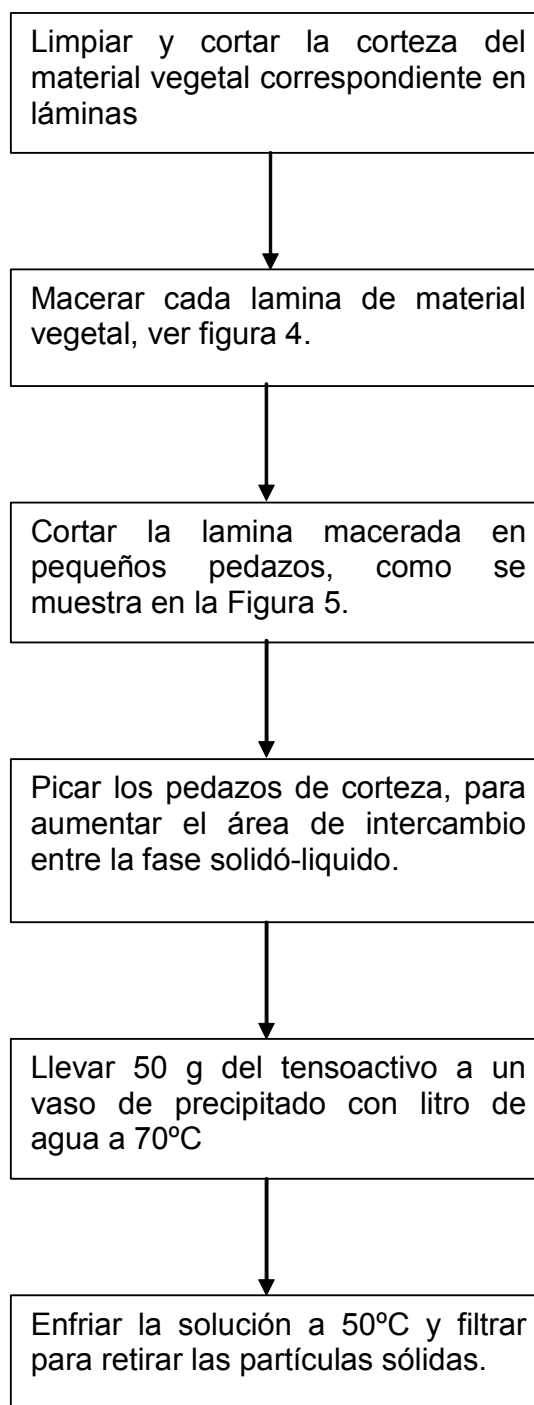 Limpiar y cortar la corteza del
material vegetal correspondiente en
láminas
Macerar cada lamina de material
vegetal, ver figura 4.
Cortar la lamina macerada en
pequeños pedazos, como se
muestra en la Figura 5.
Picar los pedazos de corteza, para
aumentar el área de intercambio
entre la fase solidó-liquido.
Llevar 50 g del tensoactivo a un
vaso de precipitado con litro de
agua a 70ºC
Enfriar la solución a 50ºC y filtrar
para retirar las partículas sólidas.